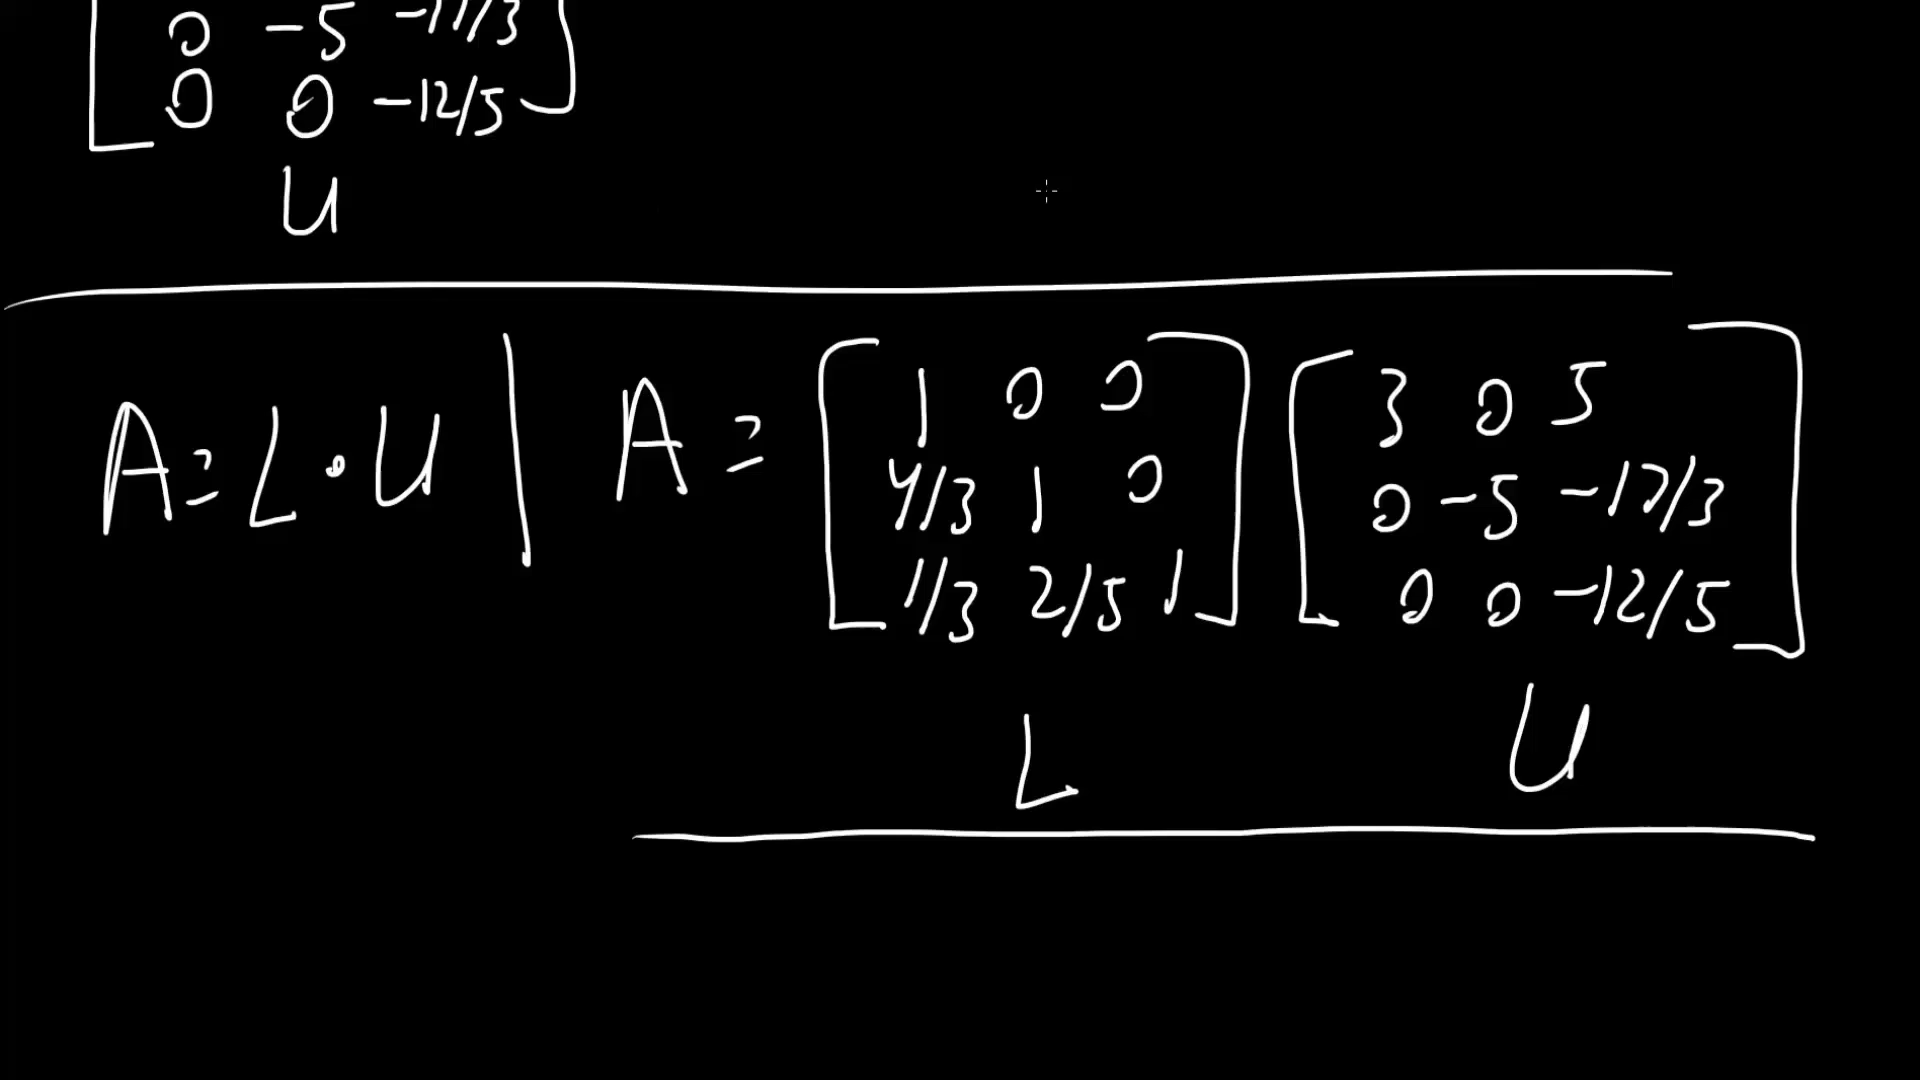 0 -5 -17/3
0 0 -12/5
U
A=L•U | A = [1 0 0] [3 0 5]
[4/3 1 0] [0 -5 -17/3]
[1/3 2/5 1] [0 0 -12/5]
L U